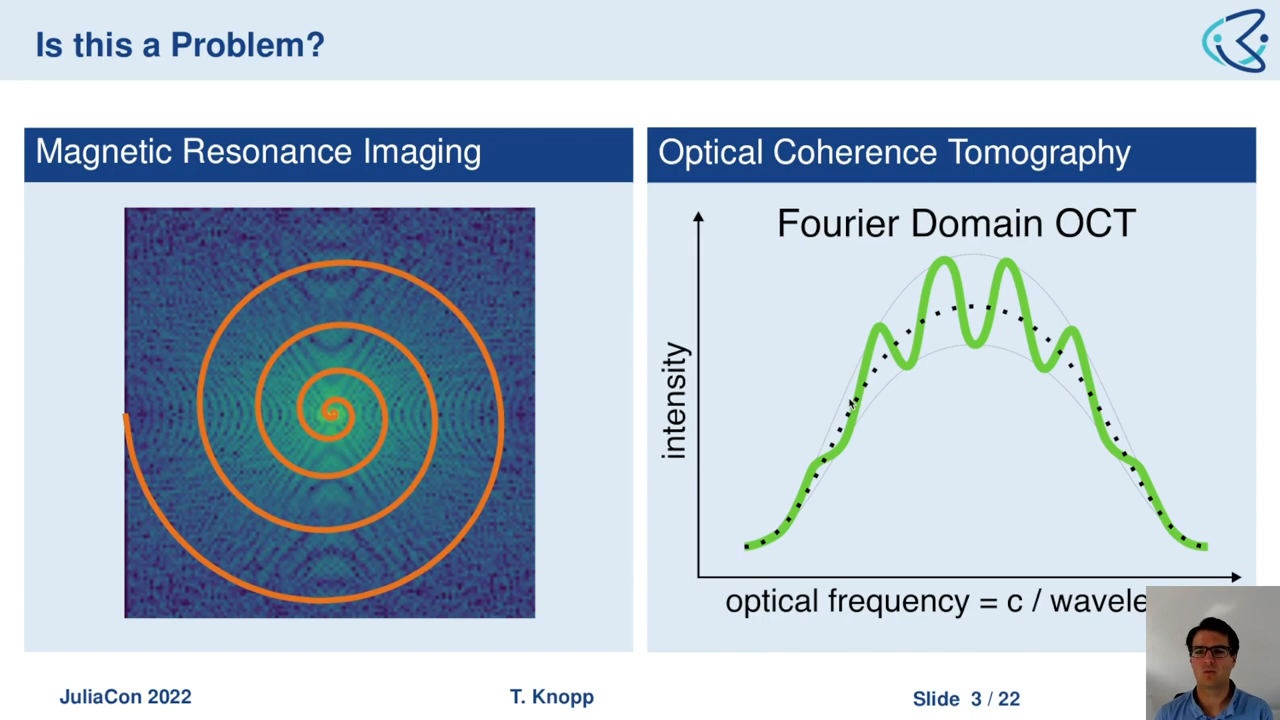 Is this a Problem?
Magnetic Resonance Imaging
Optical Coherence Tomography
Fourier Domain OCT
intensity
optical frequency = c /
JuliaCon 2022
T. Knopp
Slide 3 / 22